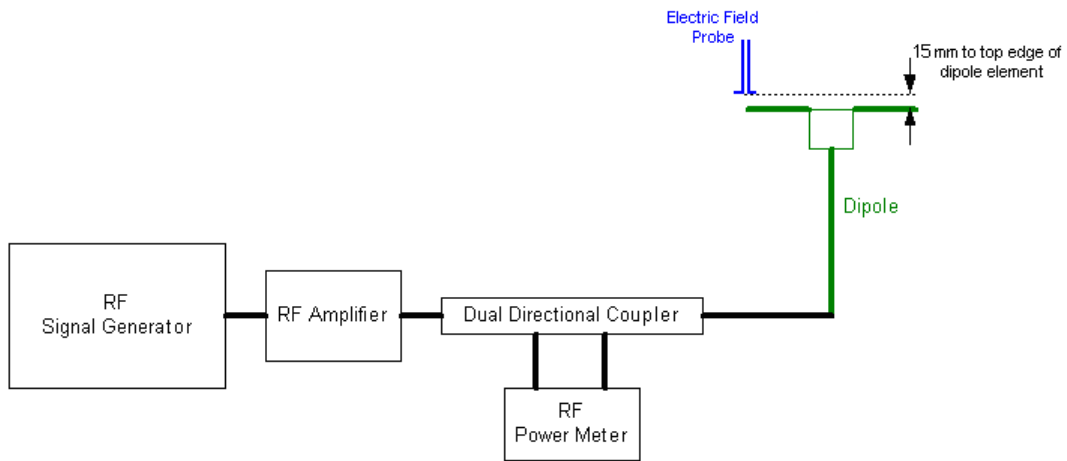 Electric Field
Probe
15 mm to top edge of
dipole element
Dipole
RF
Signal Generator
RF Amplifier
Dual Directional Coupler
RF
Power Meter